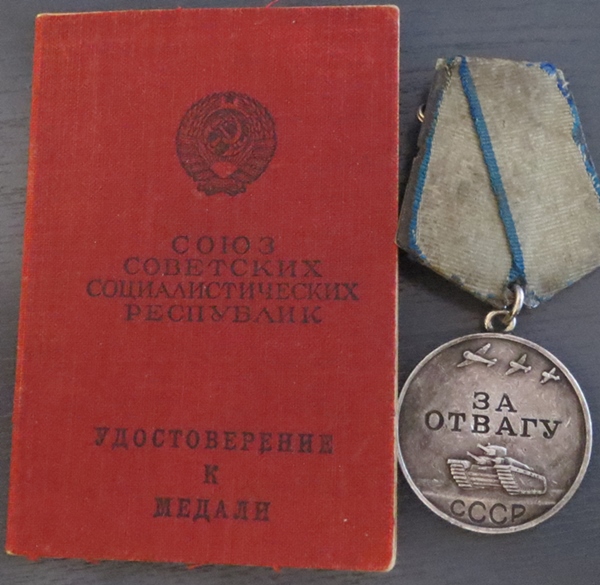 СОЮЗ
СОВЕТСКИХ
СОЦИАЛИСТИЧЕСКИХ
РЕСПУБЛИК
УДОСТОВЕРЕНИЕ
К
МЕДАЛИ
ЗА
ОТВАГУ
СССР